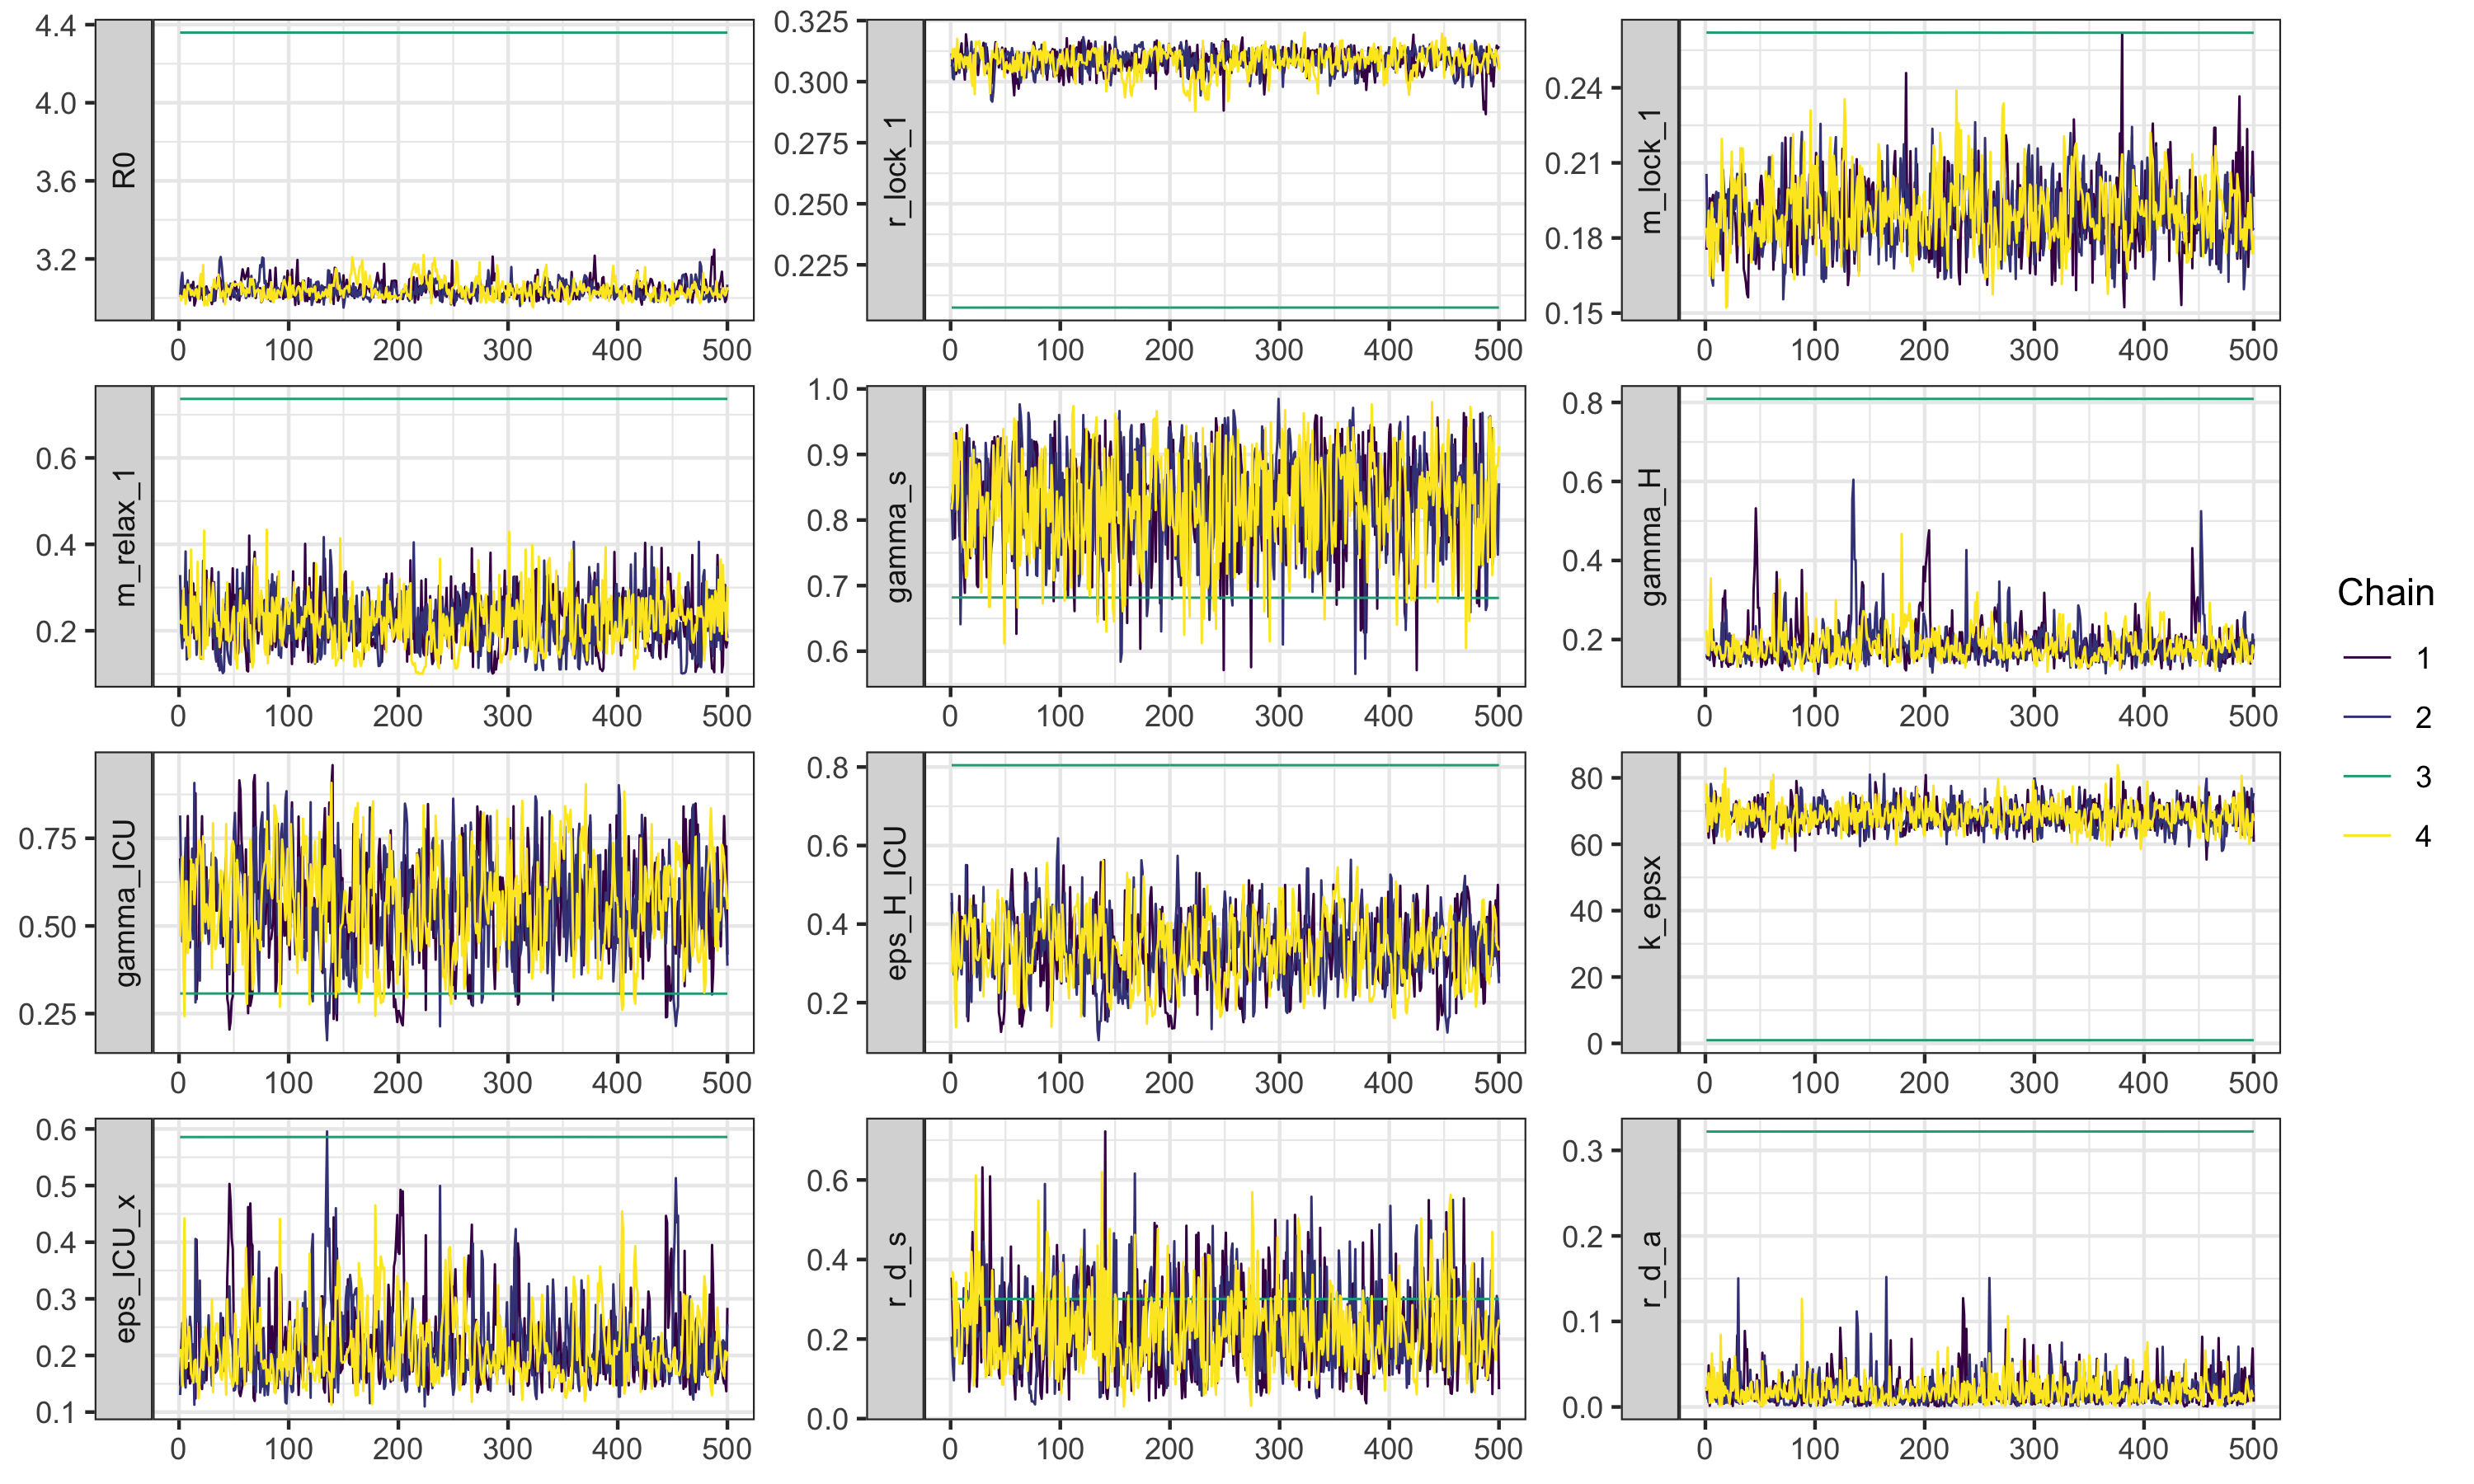 R0
4.4
4.0
3.6
3.2
0 100 200 300 400 500
r_lock_1
0.325
0.300
0.275
0.250
0.225
0 100 200 300 400 500
m_lock_1
0.24
0.21
0.18
0.15
0 100 200 300 400 500
m_relax_1
0.6
0.4
0.2
0 100 200 300 400 500
gamma_s
1.0
0.9
0.8
0.7
0.6
0 100 200 300 400 500
gamma_H
0.8
0.6
0.4
0.2
0 100 200 300 400 500
gamma_ICU
0.75
0.50
0.25
0 100 200 300 400 500
eps_H_ICU
0.8
0.6
0.4
0.2
0 100 200 300 400 500
k_epsx
80
60
40
20
0
0 100 200 300 400 500
eps_ICU_x
0.6
0.5
0.4
0.3
0.2
0.1
0 100 200 300 400 500
r_d_s
0.6
0.4
0.2
0.0
0 100 200 300 400 500
r_d_a
0.3
0.2
0.1
0.0
0 100 200 300 400 500
Chain
1
2
3
4